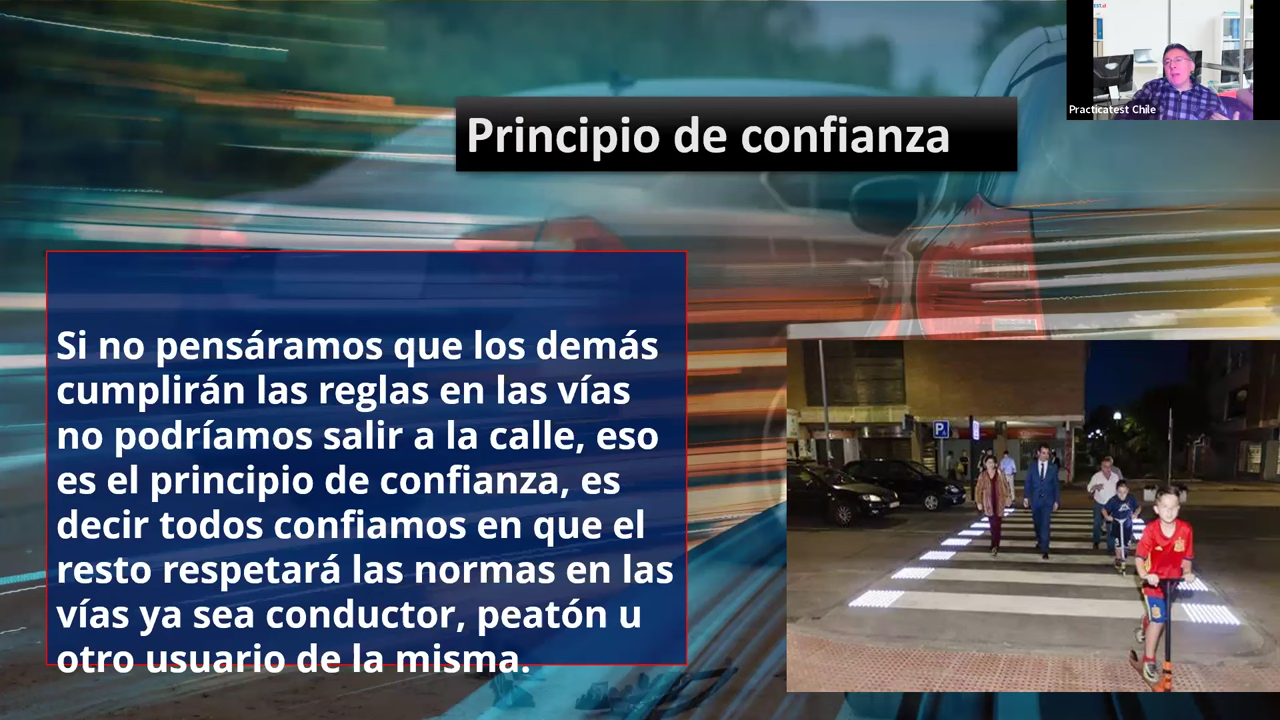 Practicatest Chile
Principio de confianza
Si no pensáramos que los demás
cumplirán las reglas en las vías
no podríamos salir a la calle, eso
es el principio de confianza, es
decir todos confiamos en que el
resto respetará las normas en las
vías ya sea conductor, peatón u
otro usuario de la misma.
P